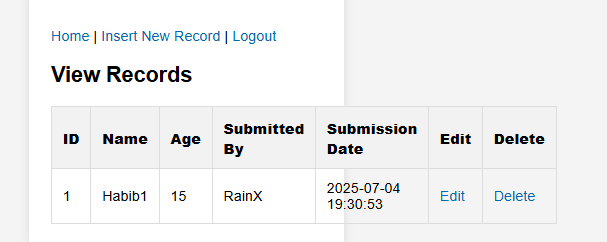 Home | Insert New Record | Logout
View Records
ID Name Age Submitted By Submission Date Edit Delete
1 Habib1 15 RainX 2025-07-04 19:30:53 Edit Delete